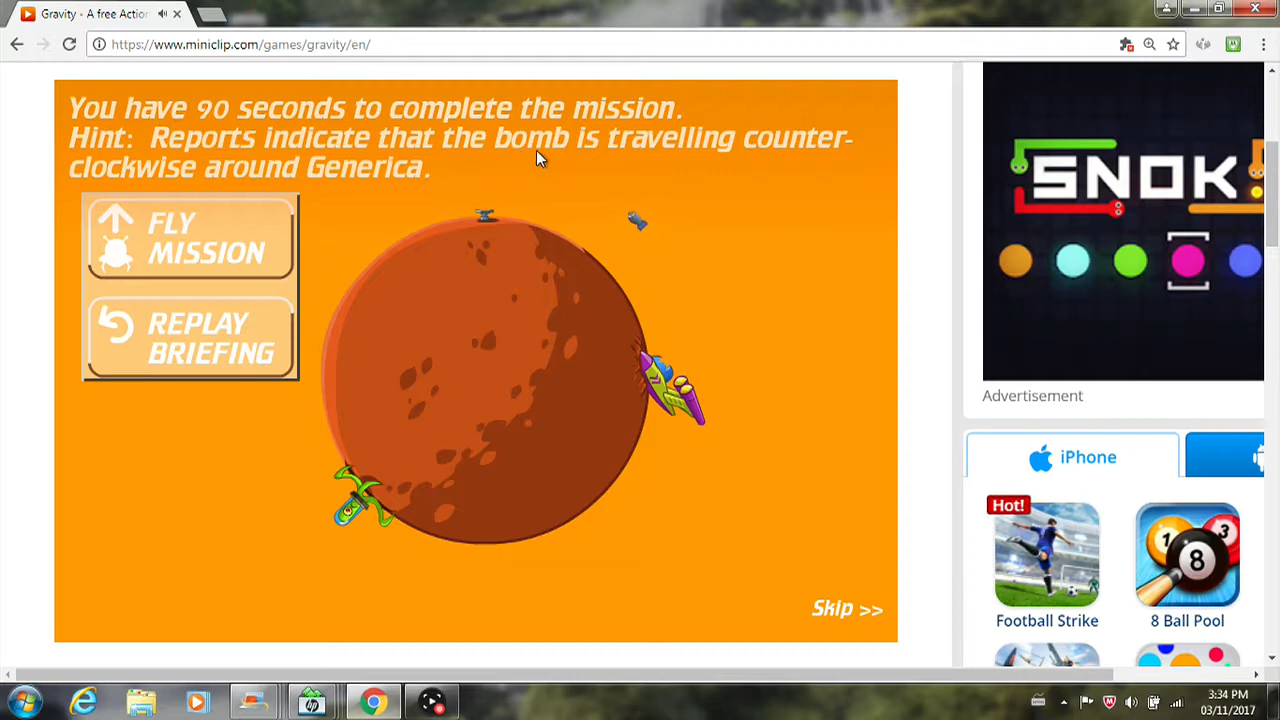 Gravity - A free Action
https://www.miniclip.com/games/gravity/en/
You have 90 seconds to complete the mission.
Hint: Reports indicate that the bomb is travelling counter-
clockwise around Generica.
FLY
MISSION
REPLAY
BRIEFING
Skip >>
SNOK
Advertisement
iPhone
Hot!
Football Strike
8 Ball Pool
3:34 PM
03/11/2017